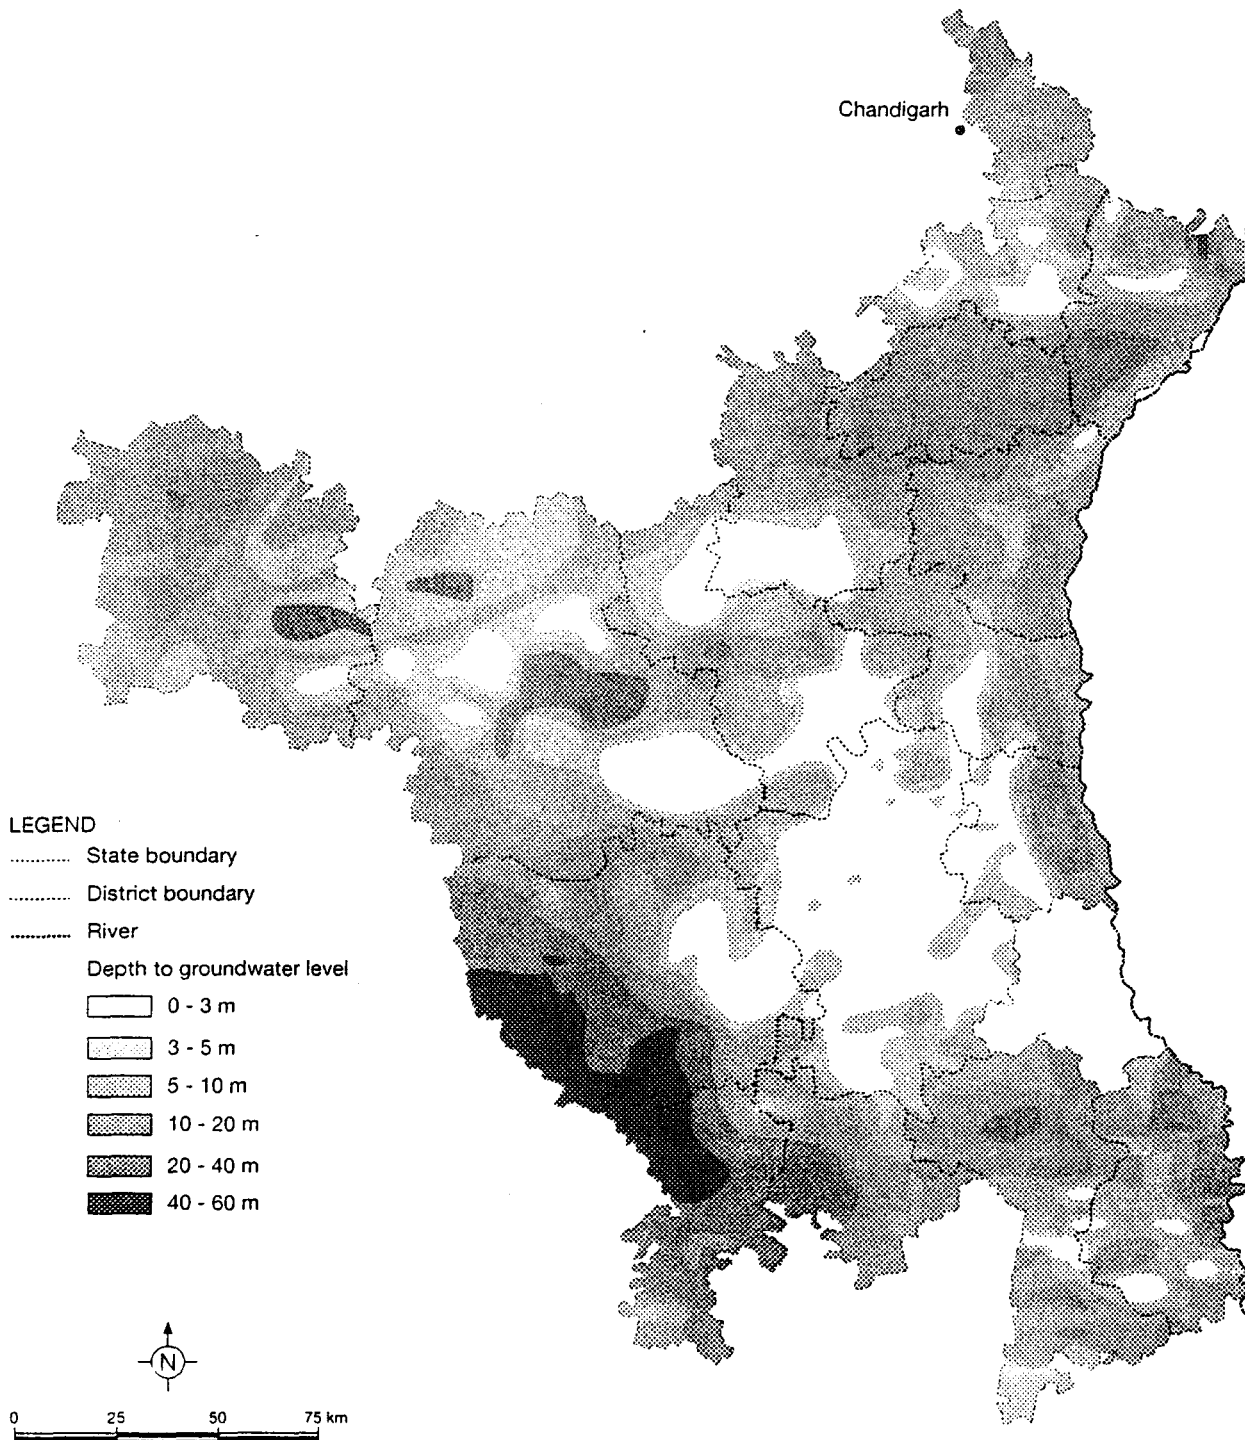 Chandigarh
LEGEND
State boundary
District boundary
River
Depth to groundwater level
0 - 3 m
3 - 5 m
5 - 10 m
10 - 20 m
20 - 40 m
40 - 60 m
N
0 25 50 75 km